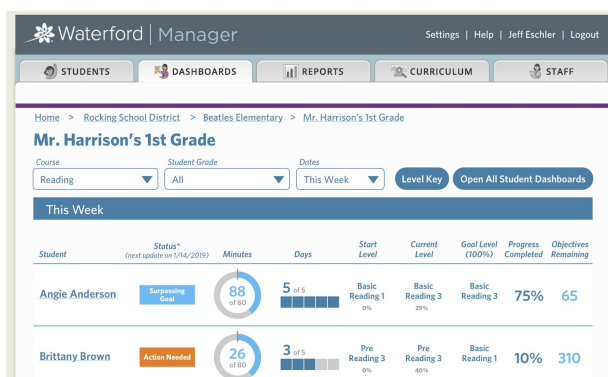 Waterford | Manager
Settings | Help | Jeff Eschler | Logout
STUDENTS DASHBOARDS REPORTS CURRICULUM STAFF
Home > Rocking School District > Beatles Elementary > Mr. Harrison's 1st Grade
Mr. Harrison's 1st Grade
Course Student Grade Dates
Reading All This Week Level Key Open All Student Dashboards
This Week
Student Status* (next update on 1/14/2019) Minutes Days Start Level Current Level Goal Level (100%) Progress Completed Objectives Remaining
Angie Anderson Surpassing Goal 88 of 80 5 of 5 Basic Reading 1 0% Basic Reading 3 25% Basic Reading 3 75% 65
Brittany Brown Action Needed 26 of 80 3 of 5 Pre Reading 3 0% Pre Reading 3 40% Basic Reading 1 10% 310